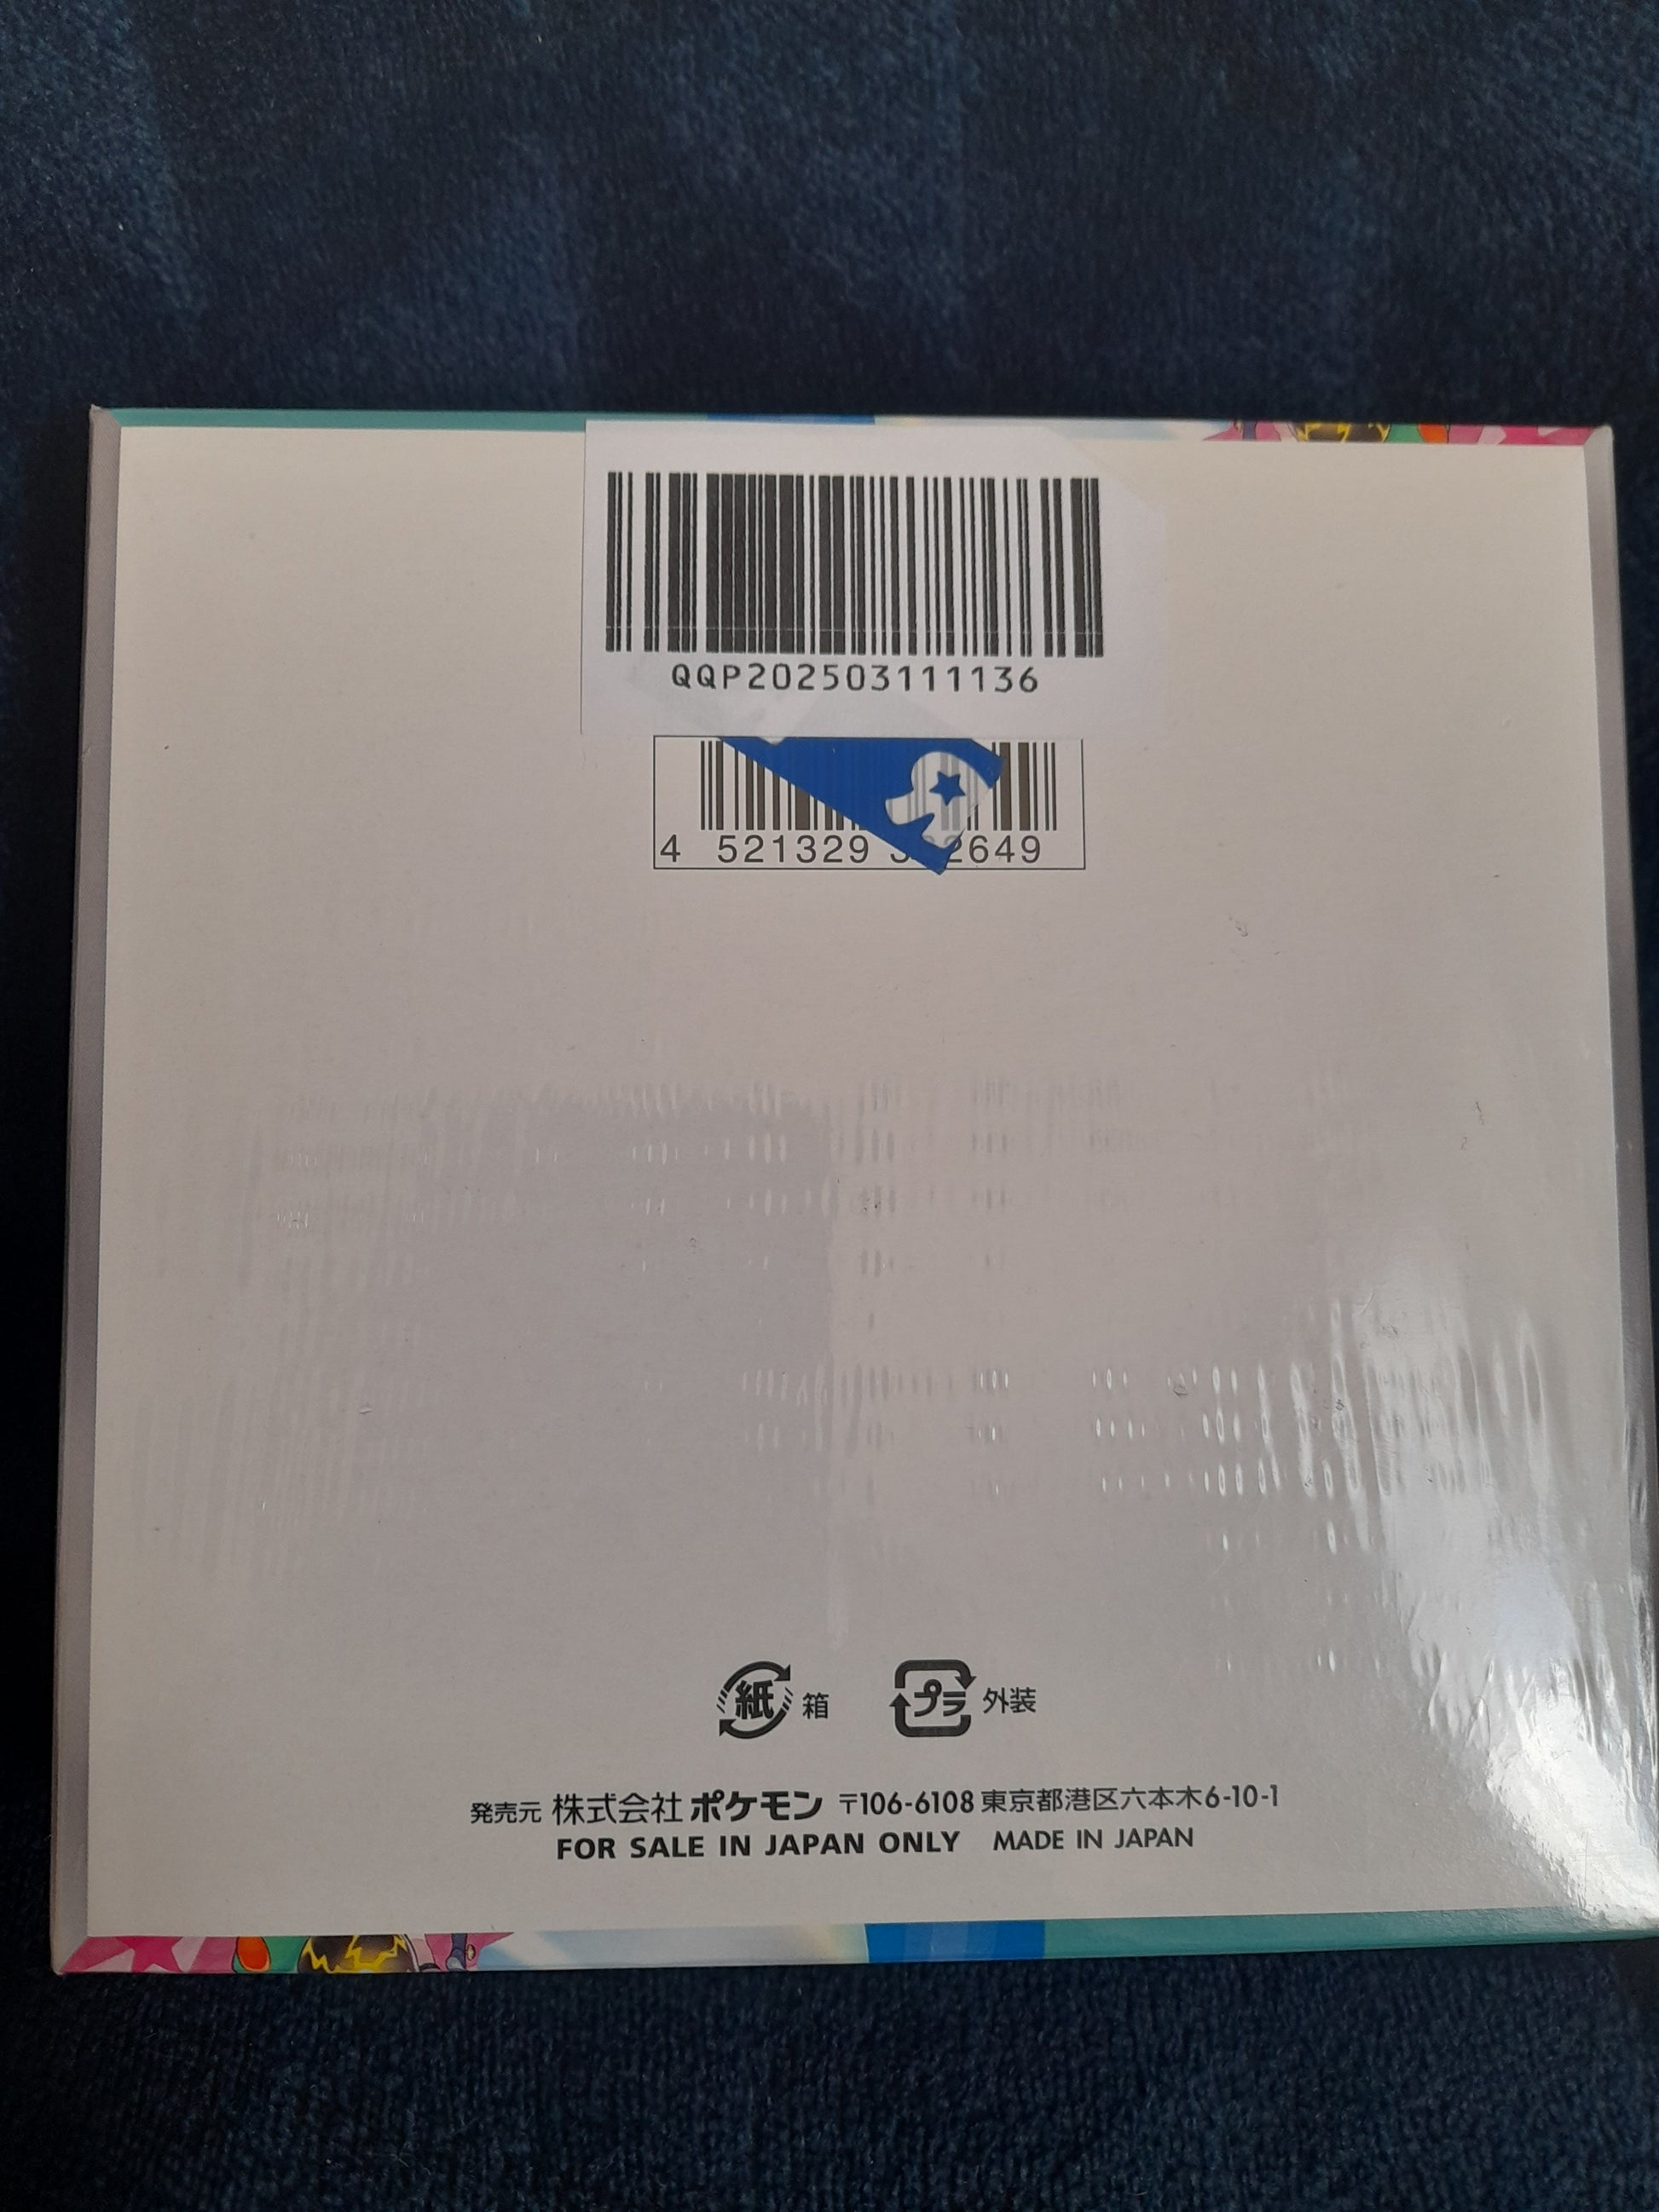 QQP202503111136
4 521329 2649
紙 箱 プラ 外装
発売元 株式会社ポケモン 〒106-6108 東京都港区六本木6-10-1
FOR SALE IN JAPAN ONLY MADE IN JAPAN